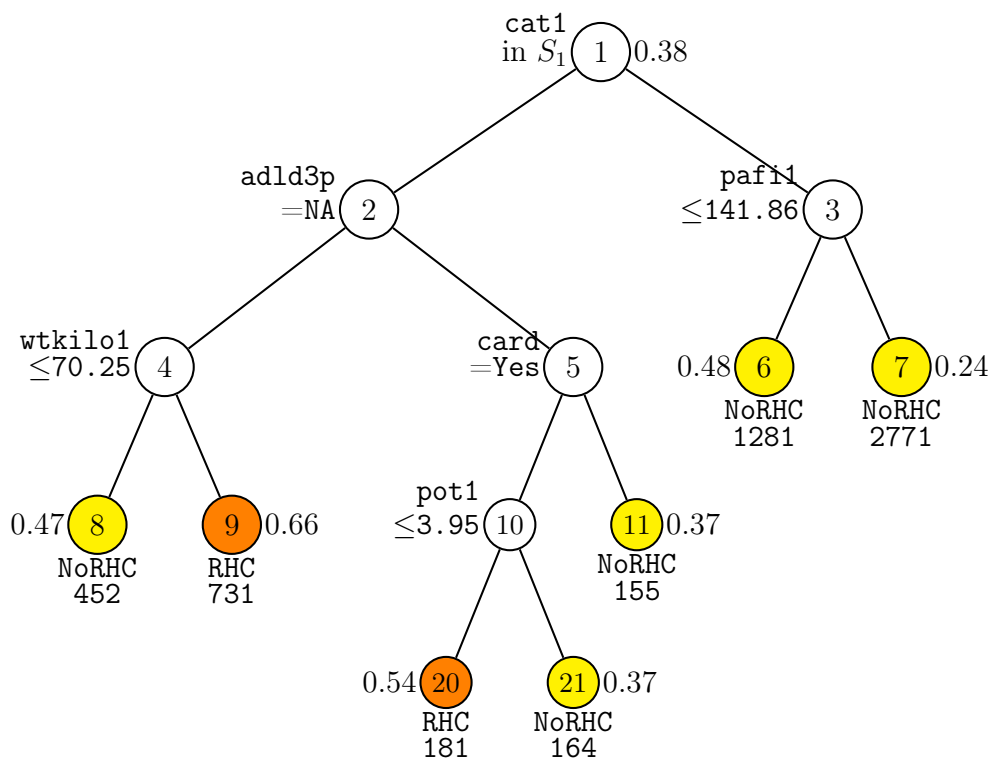 cat1
in S₁
1
0.38
adld3p
=NA
2
pafi1
≤141.86
3
wtkilo1
≤70.25
4
card
=Yes
5
0.48
6
NoRHC
1281
7
0.24
NoRHC
2771
0.47
8
NoRHC
452
9
0.66
RHC
731
pot1
≤3.95
10
11
0.37
NoRHC
155
0.54
20
RHC
181
21
0.37
NoRHC
164